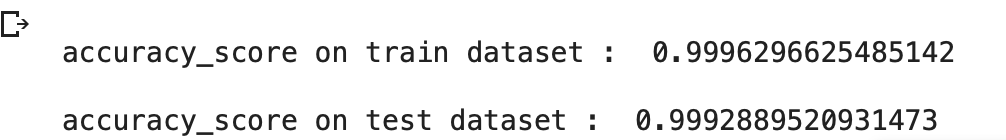 accuracy_score on train dataset :  0.9996296625485142
accuracy_score on test dataset :  0.9992889520931473